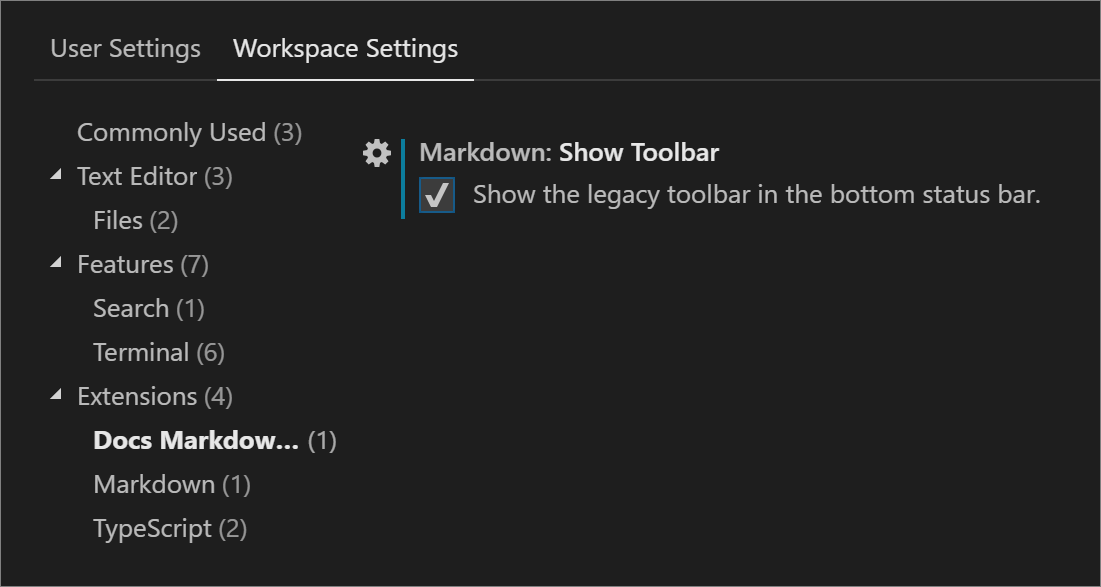 User Settings Workspace Settings
Commonly Used (3)
Text Editor (3)
Files (2)
Features (7)
Search (1)
Terminal (6)
Extensions (4)
Docs Markdow... (1)
Markdown (1)
TypeScript (2)
Markdown: Show Toolbar
Show the legacy toolbar in the bottom status bar.